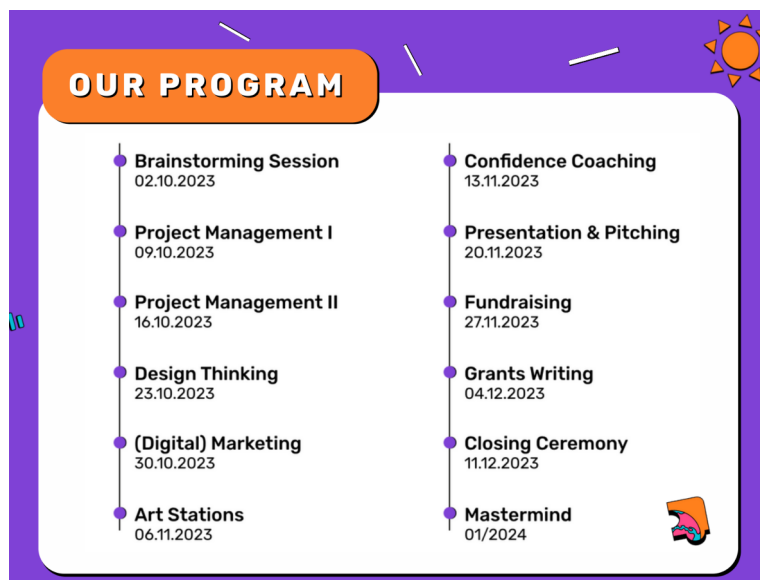 OUR PROGRAM
Brainstorming Session
02.10.2023
Project Management I
09.10.2023
Project Management II
16.10.2023
Design Thinking
23.10.2023
(Digital) Marketing
30.10.2023
Art Stations
06.11.2023
Confidence Coaching
13.11.2023
Presentation & Pitching
20.11.2023
Fundraising
27.11.2023
Grants Writing
04.12.2023
Closing Ceremony
11.12.2023
Mastermind
01/2024